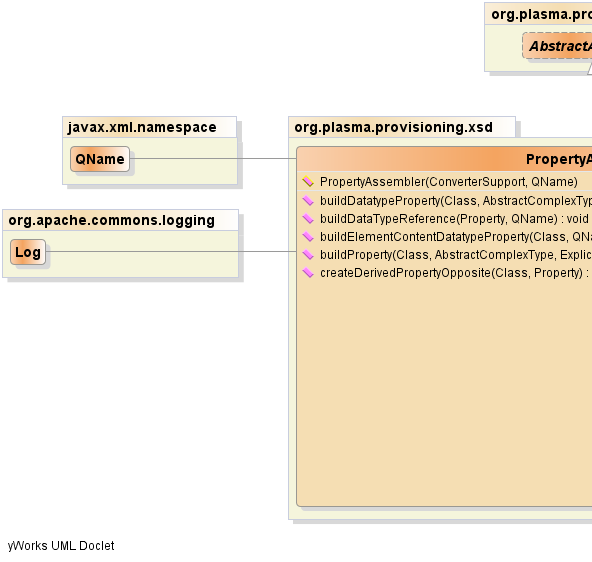 org.plasma.pro
AbstractA
javax.xml.namespace
QName
org.plasma.provisioning.xsd
PropertyA
PropertyAssembler(ConverterSupport, QName)
buildDatatypeProperty(Class, AbstractComplexTyp
buildDataTypeReference(Property, QName) : void
buildElementContentDatatypeProperty(Class, QNa
buildProperty(Class, AbstractComplexType, Explic
createDerivedPropertyOpposite(Class, Property) :
org.apache.commons.logging
Log
yWorks UML Doclet